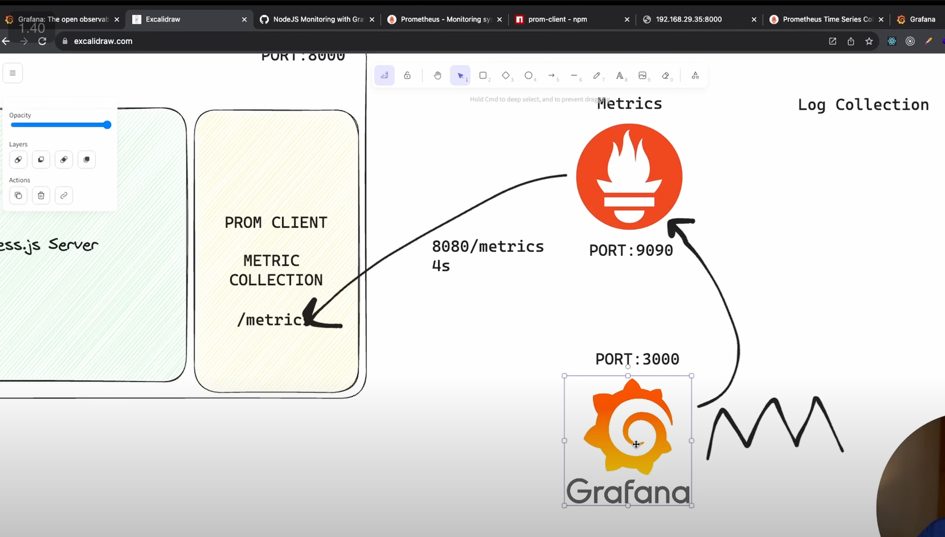 Grafana: The open observab
Excalidraw
NodeJS Monitoring with Gra
Prometheus - Monitoring sys
prom-client - npm
192.168.29.35:8000
Prometheus Time Series Col
Grafana
1.40
excalidraw.com
PORT:8000
Hold Cmd to deep select, and to prevent drag
Opacity
Layers
Actions
ess.js Server
PROM CLIENT
METRIC
COLLECTION
/metrics
8080/metrics
4s
Metrics
PORT:9090
PORT:3000
Grafana
Log Collection